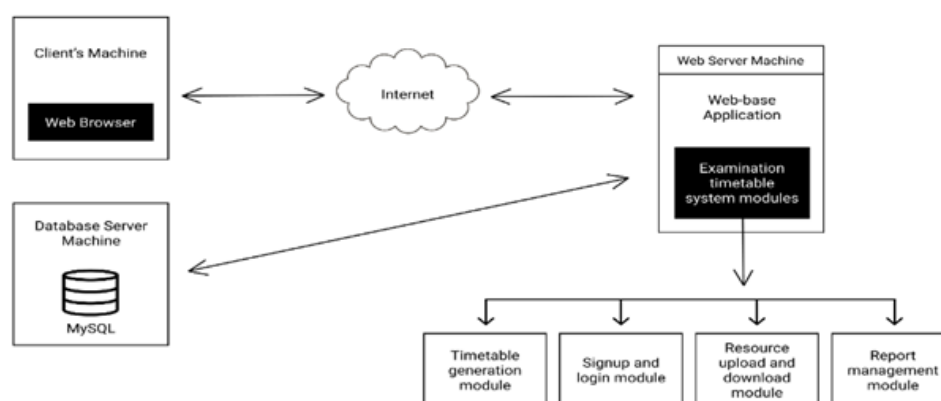 Client's Machine
Web Browser
Internet
Web Server Machine
Web-base
Application
Examination
timetable
system modules
Database Server
Machine
MySQL
Timetable
generation
module
Signup and
login module
Resource
upload and
download
module
Report
management
module